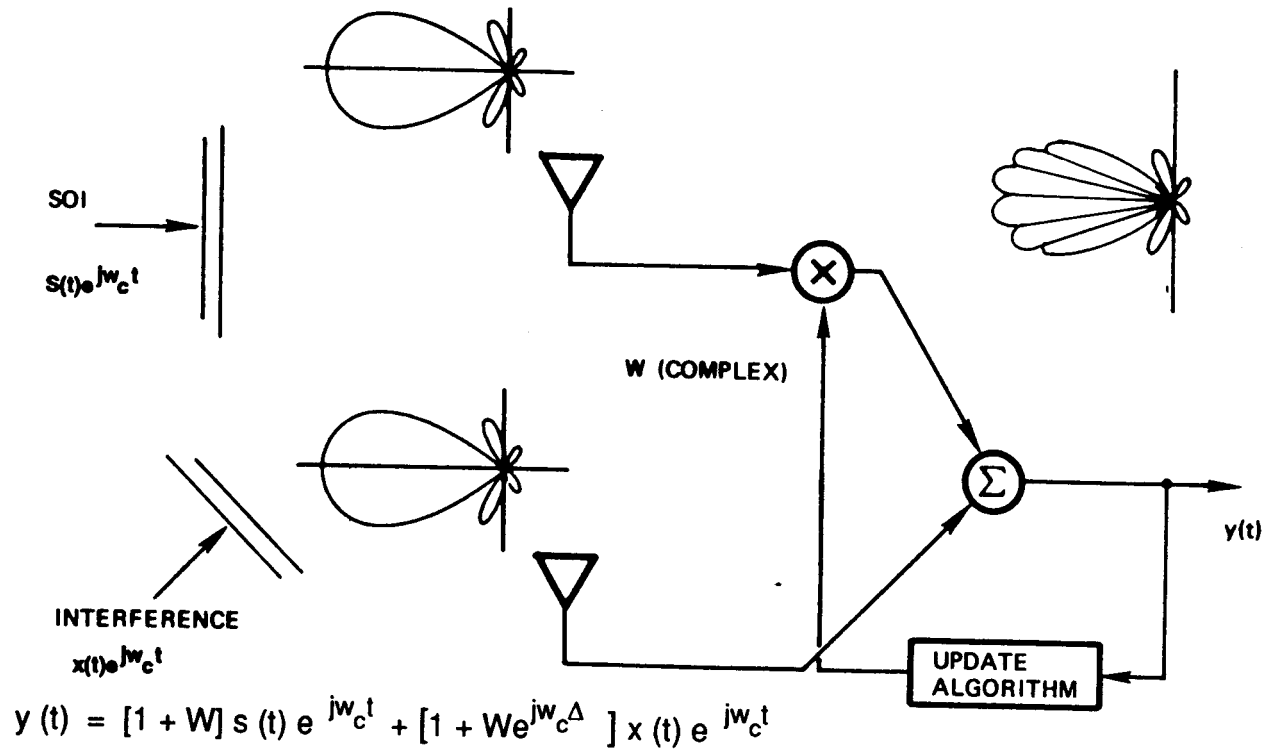 SOI
s(t)e^jw_c t
×
W (COMPLEX)
Σ
y(t)
INTERFERENCE
x(t)e^jw_c t
UPDATE
ALGORITHM
y (t) = [1 + W] s (t) e^jw_c t + [1 + We^jw_c Δ ] x (t) e^jw_c t